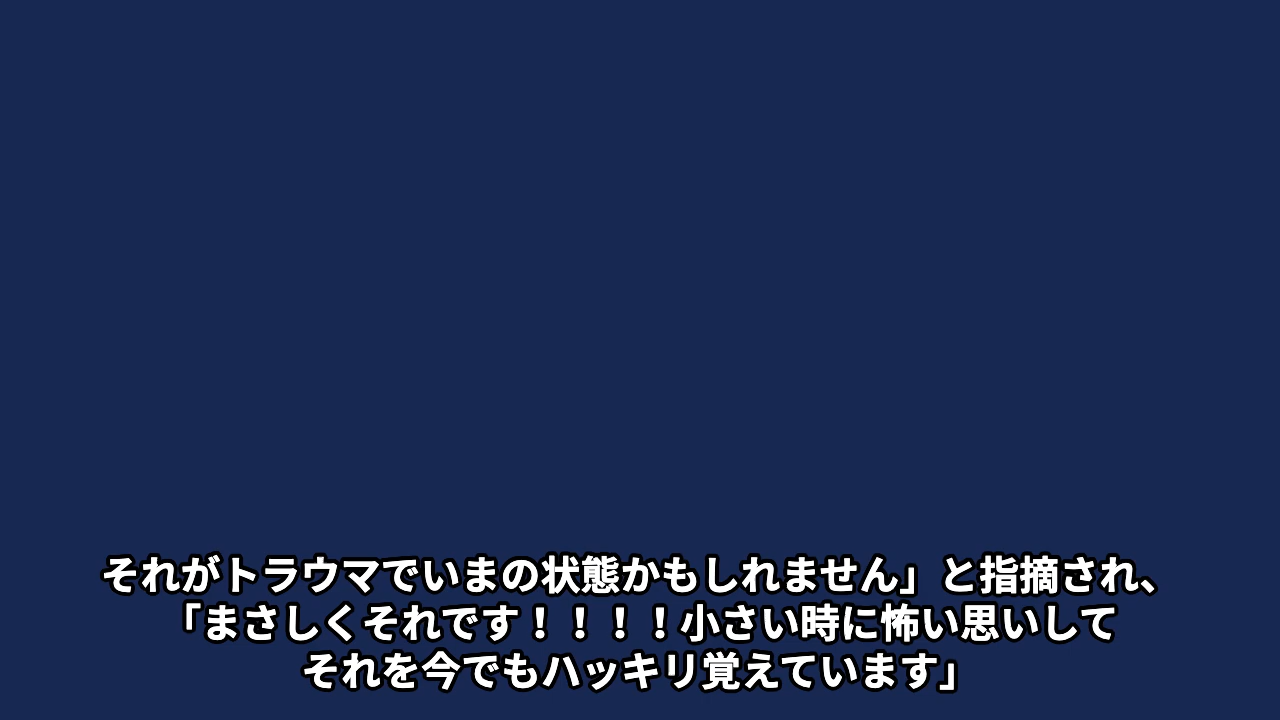 それがトラウマでいまの状態かもしれません」と指摘され、
「まさしくそれです！！！！小さい時に怖い思いして
それを今でもハッキリ覚えています」